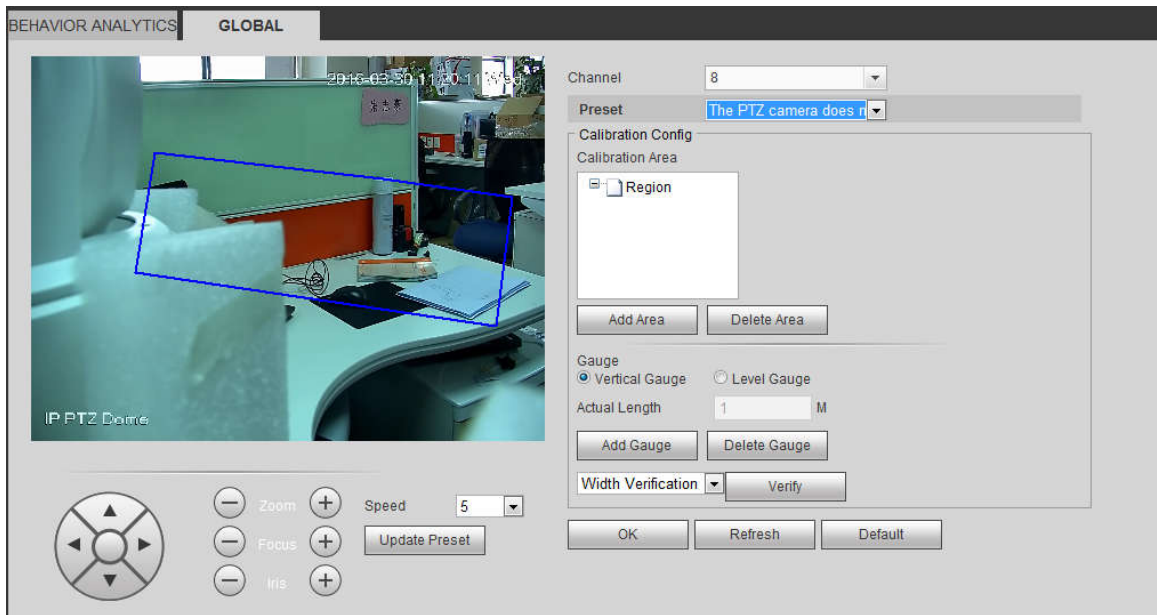 BEHAVIOR ANALYTICS
GLOBAL
IP PTZ Dome
Zoom
Focus
Iris
Speed
5
Update Preset
Channel
8
Preset
The PTZ camera does n
Calibration Config
Calibration Area
Region
Add Area
Delete Area
Gauge
Vertical Gauge
Level Gauge
Actual Length
1
M
Add Gauge
Delete Gauge
Width Verification
Verify
OK
Refresh
Default